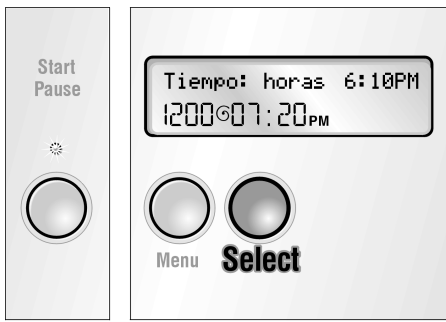 Start
Pause
Tiempo: horas 6:10PM
1200 07:20PM
Menu
Select